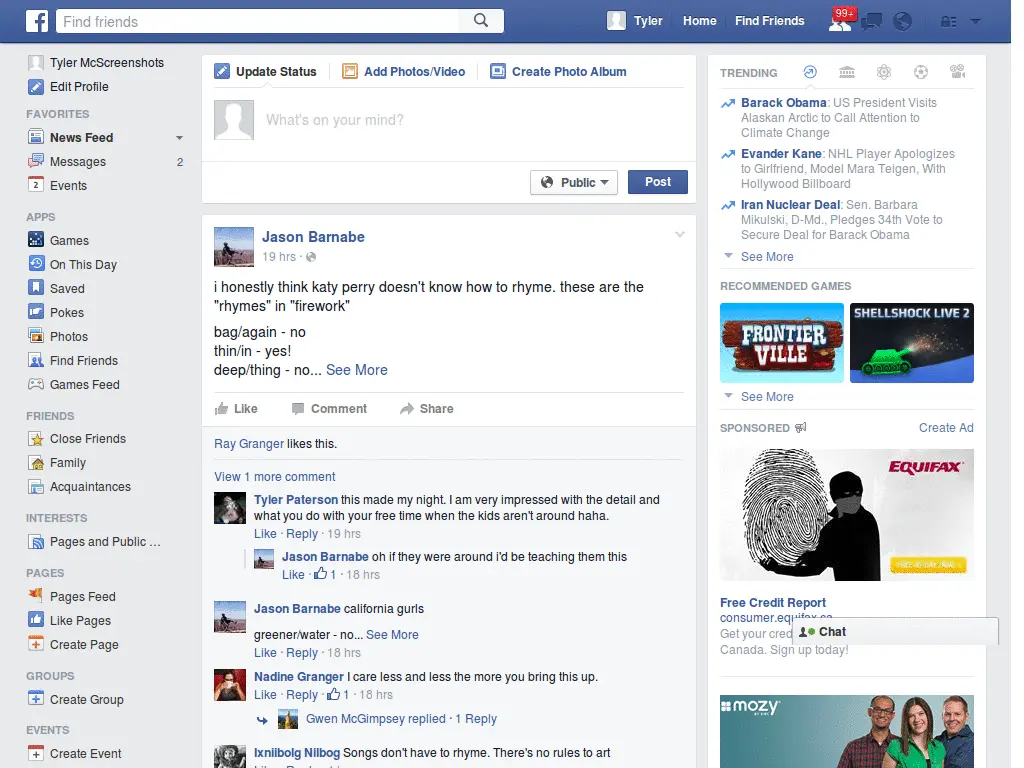 Find friends
Tyler
Home
Find Friends
99+
Tyler McScreenshots
Edit Profile
FAVORITES
News Feed
Messages
2
2
Events
APPS
Games
On This Day
Saved
Pokes
Photos
Find Friends
Games Feed
FRIENDS
Close Friends
Family
Acquaintances
INTERESTS
Pages and Public ...
PAGES
Pages Feed
Like Pages
Create Page
GROUPS
Create Group
EVENTS
Create Event
Update Status
Add Photos/Video
Create Photo Album
What's on your mind?
Public
Post
Jason Barnabe
19 hrs ·
i honestly think katy perry doesn't know how to rhyme. these are the
"rhymes" in "firework"
bag/again - no
thin/in - yes!
deep/thing - no... See More
Like
Comment
Share
Ray Granger likes this.
View 1 more comment
Tyler Paterson this made my night. I am very impressed with the detail and
what you do with your free time when the kids aren't around haha.
Like · Reply · 19 hrs
Jason Barnabe oh if they were around i'd be teaching them this
Like · 1 · 18 hrs
Jason Barnabe california gurls
greener/water - no... See More
Like · Reply · 18 hrs
Nadine Granger I care less and less the more you bring this up.
Like · Reply · 1 · 18 hrs
Gwen McGimpsey replied · 1 Reply
Ixniibolg Nilbog Songs don't have to rhyme. There's no rules to art
TRENDING
Barack Obama: US President Visits
Alaskan Arctic to Call Attention to
Climate Change
Evander Kane: NHL Player Apologizes
to Girlfriend, Model Mara Teigen, With
Hollywood Billboard
Iran Nuclear Deal: Sen. Barbara
Mikulski, D-Md., Pledges 34th Vote to
Secure Deal for Barack Obama
See More
RECOMMENDED GAMES
FRONTIER
VILLE
SHELLSHOCK LIVE 2
See More
SPONSORED
Create Ad
EQUIFAX
Free Credit Report
consumer.equifax.ca
Get your cred
Canada. Sign up today!
Chat
mozy